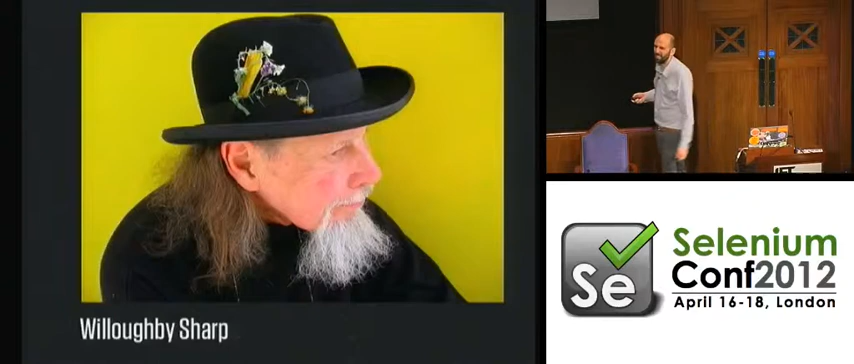 Willoughby Sharp
Se
Selenium
Conf2012
April 16-18, London